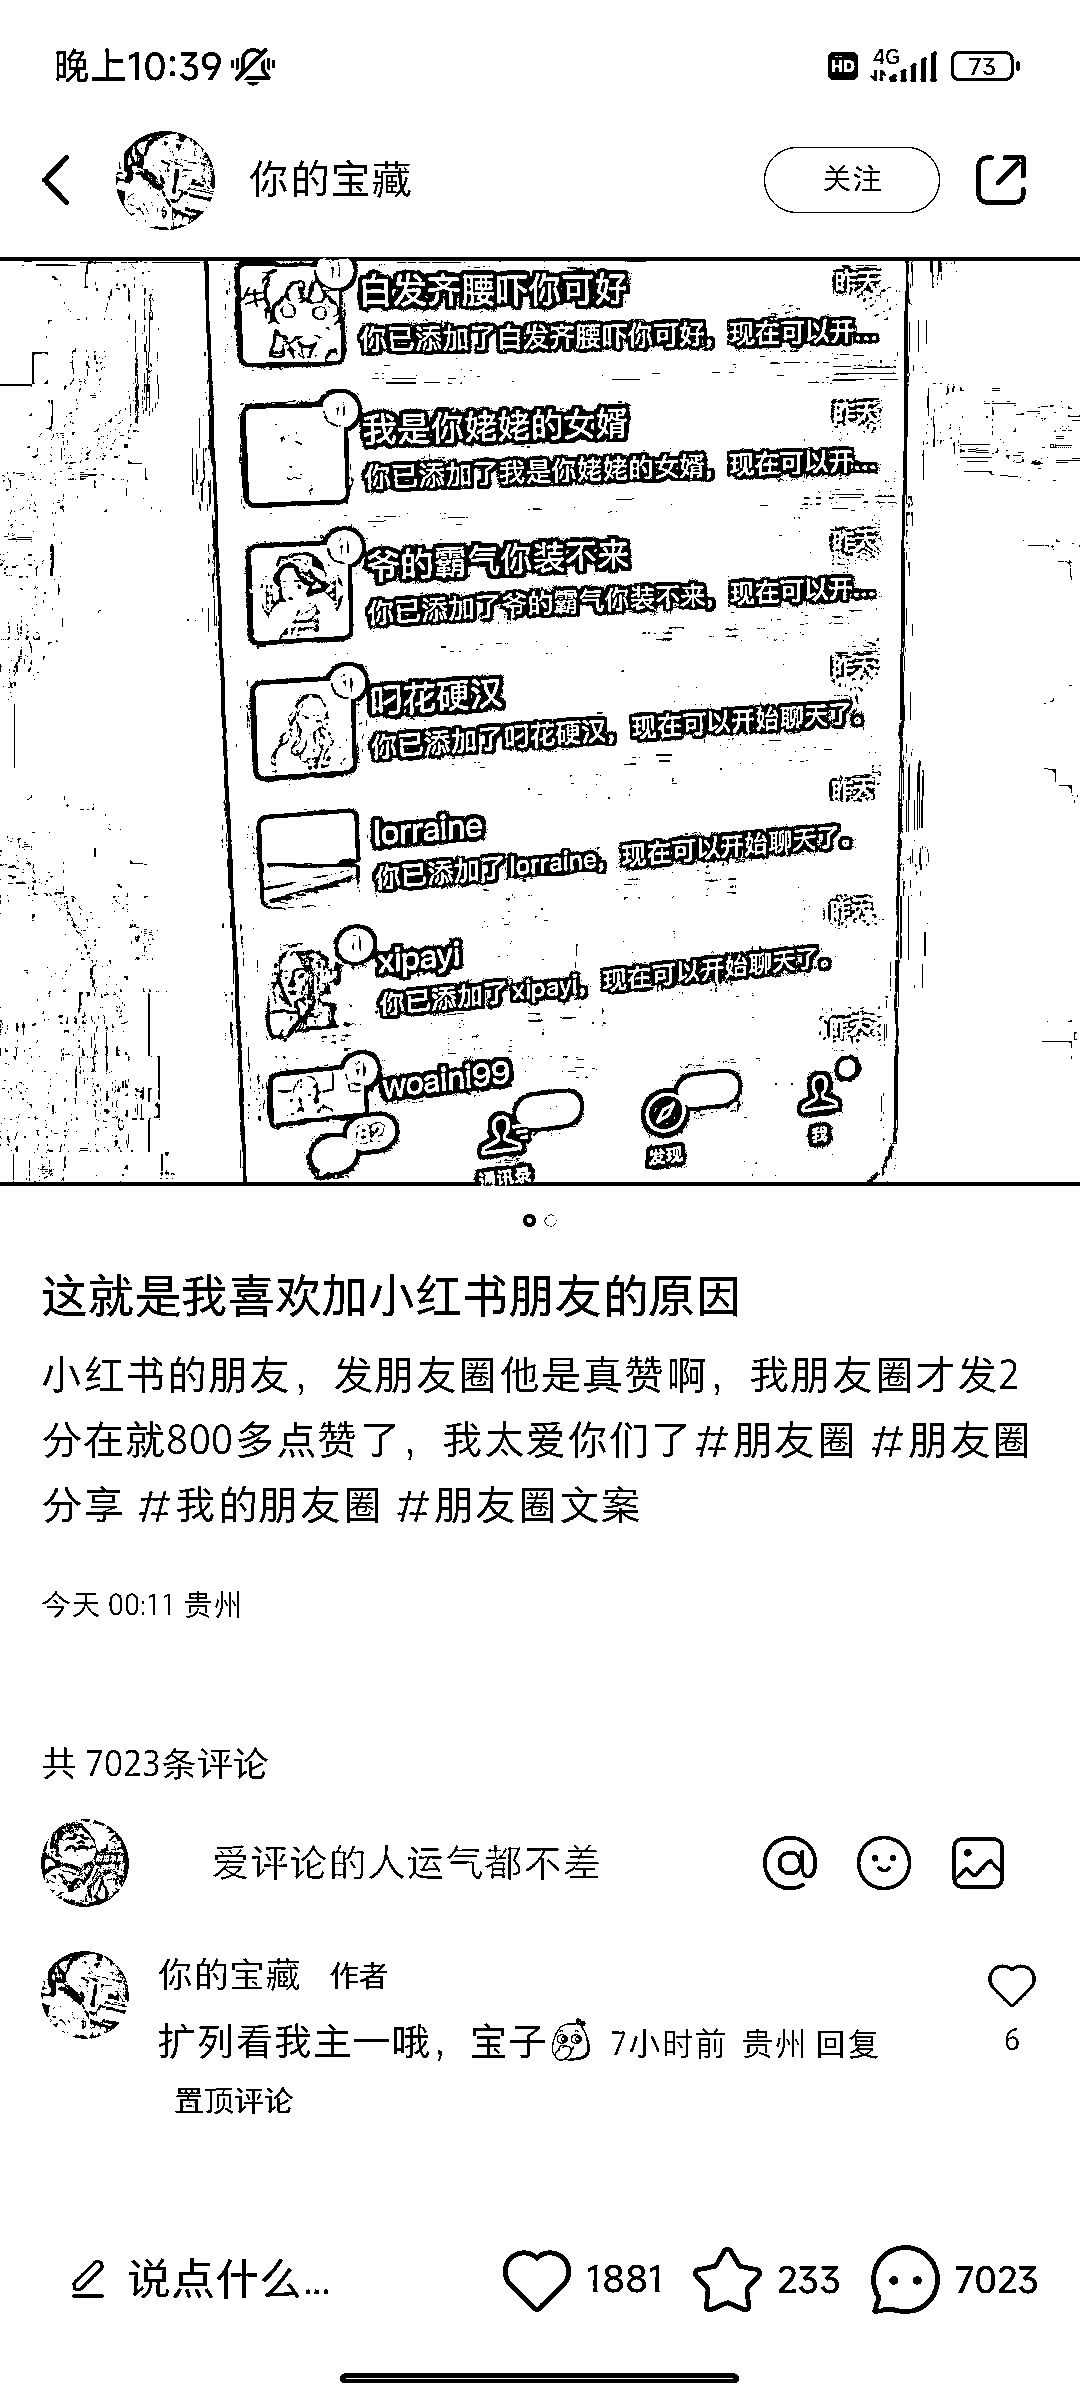 晚上10:39
HD 4G 73
你的宝藏
关注
白发齐腰吓你可好
昨天
你已添加了白发齐腰吓你可好，现在可以开...
我是你姥姥的女婿
昨天
你已添加了我是你姥姥的女婿，现在可以开...
爷的霸气你装不来
昨天
你已添加了爷的霸气你装不来，现在可以开...
叼花硬汉
昨天
你已添加了叼花硬汉，现在可以开始聊天了。
lorraine
昨天
你已添加了lorraine，现在可以开始聊天了。
xipayi
昨天
你已添加了xipayi，现在可以开始聊天了。
woaini99
昨天
82
通讯录
发现
我
这就是我喜欢加小红书朋友的原因
小红书的朋友，发朋友圈他是真赞啊，我朋友圈才发2
分在就800多点赞了，我太爱你们了#朋友圈 #朋友圈
分享 #我的朋友圈 #朋友圈文案
今天 00:11 贵州
共 7023条评论
爱评论的人运气都不差
你的宝藏 作者
扩列看我主一哦，宝子 7小时前 贵州 回复
6
置顶评论
说点什么...
1881
233
7023